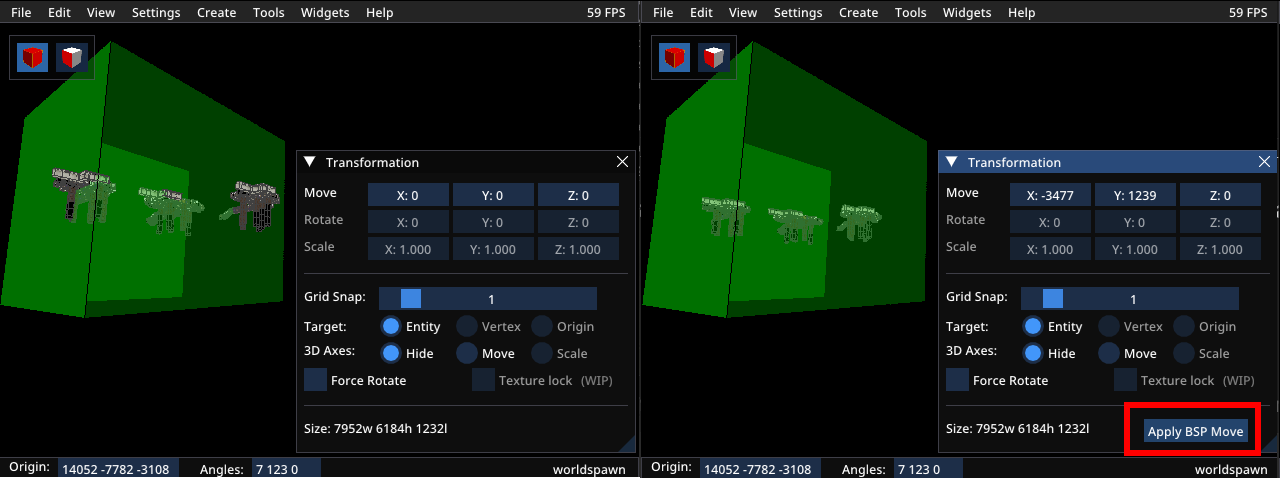 File Edit View Settings Create Tools Widgets Help 59 FPS
Transformation
Move X: 0 Y: 0 Z: 0
Rotate X: 0 Y: 0 Z: 0
Scale X: 1.000 Y: 1.000 Z: 1.000
Grid Snap: 1
Target: Entity Vertex Origin
3D Axes: Hide Move Scale
Force Rotate Texture lock (WIP)
Size: 7952w 6184h 1232l
Origin: 14052 -7782 -3108 Angles: 7 123 0 worldspawn
File Edit View Settings Create Tools Widgets Help 59 FPS
Transformation
Move X: -3477 Y: 1239 Z: 0
Rotate X: 0 Y: 0 Z: 0
Scale X: 1.000 Y: 1.000 Z: 1.000
Grid Snap: 1
Target: Entity Vertex Origin
3D Axes: Hide Move Scale
Force Rotate Texture lock (WIP)
Size: 7952w 6184h 1232l Apply BSP Move
Origin: 14052 -7782 -3108 Angles: 7 123 0 worldspawn